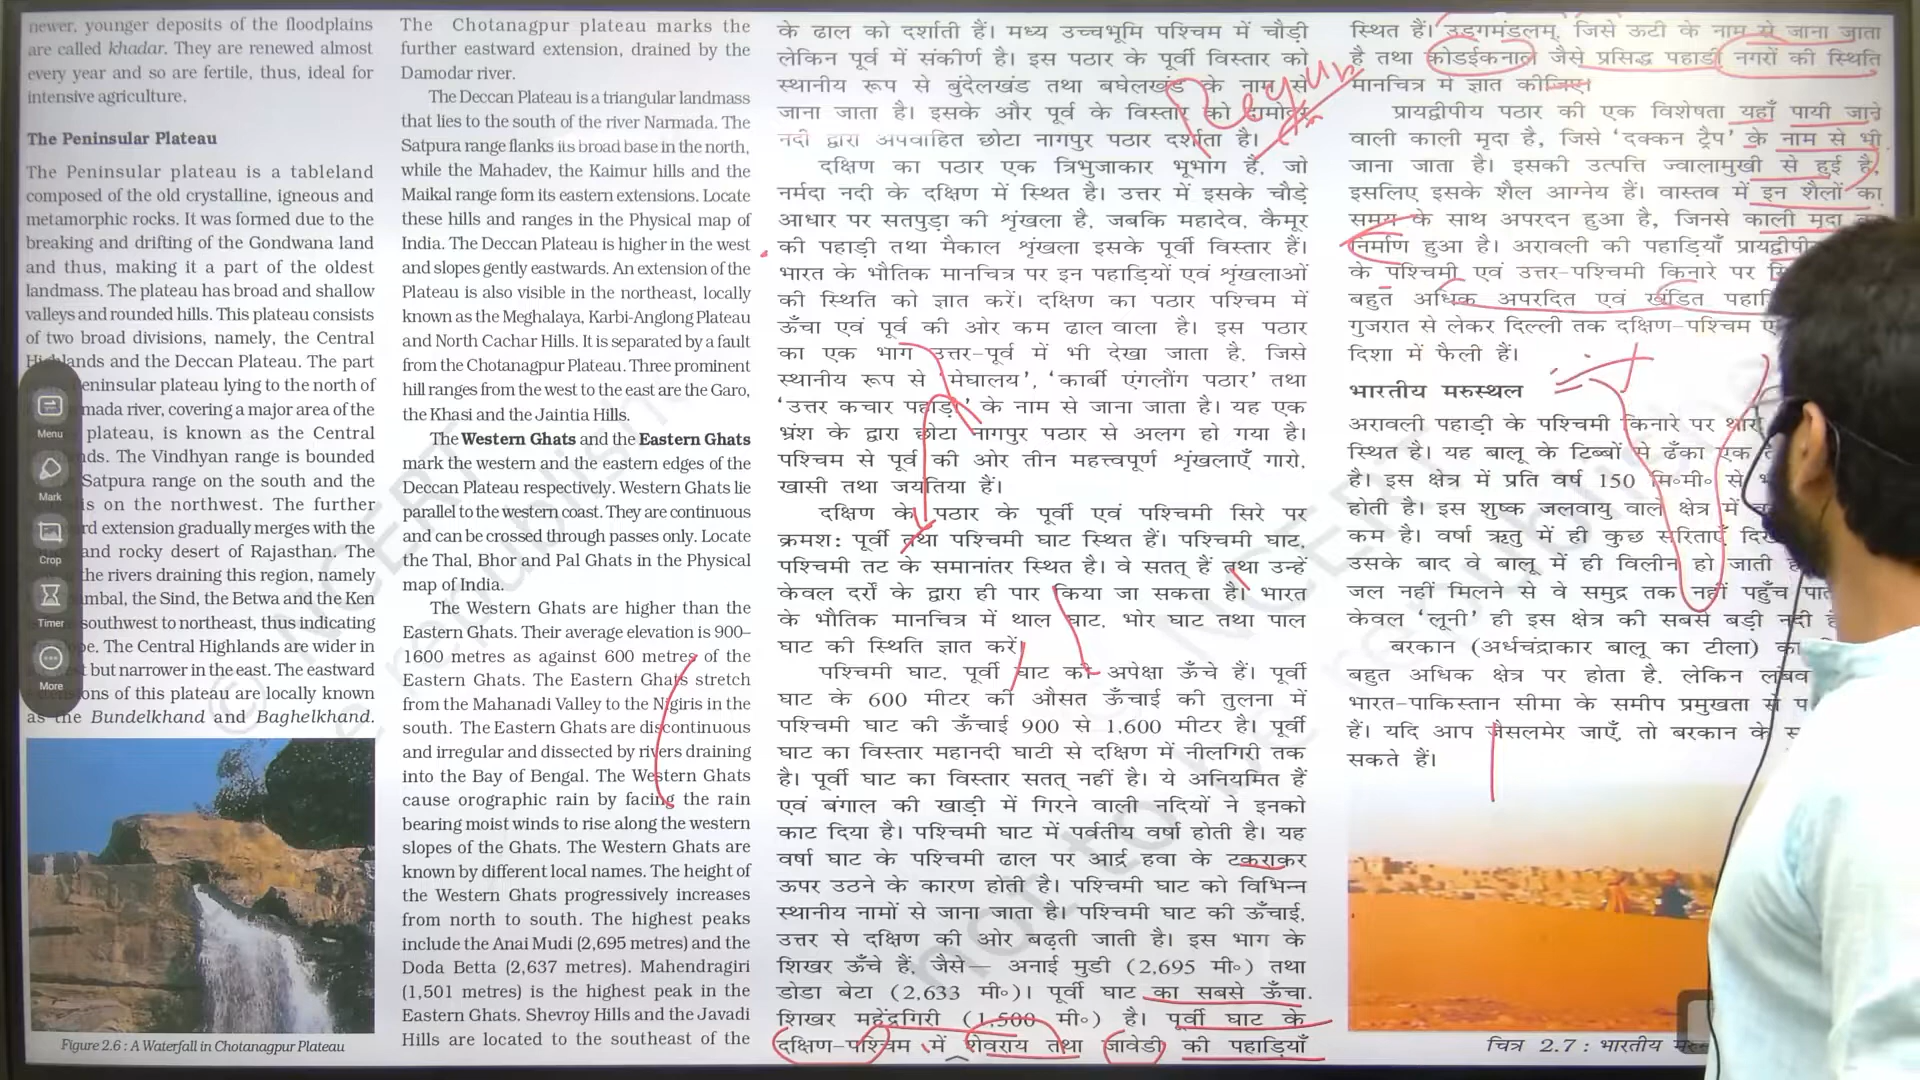 newer, younger deposits of the floodplains
are called khadar. They are renewed almost
every year and so are fertile, thus, ideal for
intensive agriculture.
The Peninsular Plateau
The Peninsular plateau is a tableland
composed of the old crystalline, igneous and
metamorphic rocks. It was formed due to the
breaking and drifting of the Gondwana land
and thus, making it a part of the oldest
landmass. The plateau has broad and shallow
valleys and rounded hills. This plateau consists
of two broad divisions, namely, the Central
Highlands and the Deccan Plateau. The part
eninsular plateau lying to the north of
mada river, covering a major area of the
plateau, is known as the Central
nds. The Vindhyan range is bounded
Satpura range on the south and the
is on the northwest. The further
rd extension gradually merges with the
and rocky desert of Rajasthan. The
the rivers draining this region, namely
ambal, the Sind, the Betwa and the Ken
southwest to northeast, thus indicating
pe. The Central Highlands are wider in
t but narrower in the east. The eastward
ons of this plateau are locally known
as the Bundelkhand and Baghelkhand.
Figure 2.6 : A Waterfall in Chotanagpur Plateau
Menu
Mark
Crop
Timer
More
The Chotanagpur plateau marks the
further eastward extension, drained by the
Damodar river.
The Deccan Plateau is a triangular landmass
that lies to the south of the river Narmada. The
Satpura range flanks its broad base in the north,
while the Mahadev, the Kaimur hills and the
Maikal range form its eastern extensions. Locate
these hills and ranges in the Physical map of
India. The Deccan Plateau is higher in the west
and slopes gently eastwards. An extension of the
Plateau is also visible in the northeast, locally
known as the Meghalaya, Karbi-Anglong Plateau
and North Cachar Hills. It is separated by a fault
from the Chotanagpur Plateau. Three prominent
hill ranges from the west to the east are the Garo,
the Khasi and the Jaintia Hills.
The Western Ghats and the Eastern Ghats
mark the western and the eastern edges of the
Deccan Plateau respectively. Western Ghats lie
parallel to the western coast. They are continuous
and can be crossed through passes only. Locate
the Thal, Bhor and Pal Ghats in the Physical
map of India.
The Western Ghats are higher than the
Eastern Ghats. Their average elevation is 900–
1600 metres as against 600 metres of the
Eastern Ghats. The Eastern Ghats stretch
from the Mahanadi Valley to the Nigiris in the
south. The Eastern Ghats are discontinuous
and irregular and dissected by rivers draining
into the Bay of Bengal. The Western Ghats
cause orographic rain by facing the rain
bearing moist winds to rise along the western
slopes of the Ghats. The Western Ghats are
known by different local names. The height of
the Western Ghats progressively increases
from north to south. The highest peaks
include the Anai Mudi (2,695 metres) and the
Doda Betta (2,637 metres). Mahendragiri
(1,501 metres) is the highest peak in the
Eastern Ghats. Shevroy Hills and the Javadi
Hills are located to the southeast of the
के ढाल को दर्शाती हैं। मध्य उच्चभूमि पश्चिम में चौड़ी
लेकिन पूर्व में संकीर्ण है। इस पठार के पूर्वी विस्तार को
स्थानीय रूप से बुंदेलखंड तथा बघेलखंड के नाम से
जाना जाता है। इसके और पूर्व के विस्तार को दामोदर
नदी द्वारा अपवाहित छोटा नागपुर पठार दर्शाता है।
दक्षिण का पठार एक त्रिभुजाकार भूभाग है, जो
नर्मदा नदी के दक्षिण में स्थित है। उत्तर में इसके चौड़े
आधार पर सतपुड़ा की शृंखला है, जबकि महादेव, कैमूर
की पहाड़ी तथा मैकाल शृंखला इसके पूर्वी विस्तार हैं।
भारत के भौतिक मानचित्र पर इन पहाड़ियों एवं शृंखलाओं
की स्थिति को ज्ञात करें। दक्षिण का पठार पश्चिम में
ऊँचा एवं पूर्व की ओर कम ढाल वाला है। इस पठार
का एक भाग उत्तर-पूर्व में भी देखा जाता है, जिसे
स्थानीय रूप से 'मेघालय', 'कार्बी एंगलौंग पठार' तथा
'उत्तर कचार पहाड़ी' के नाम से जाना जाता है। यह एक
भ्रंश के द्वारा छोटा नागपुर पठार से अलग हो गया है।
पश्चिम से पूर्व की ओर तीन महत्त्वपूर्ण शृंखलाएँ गारो,
खासी तथा जयंतिया हैं।
दक्षिण के पठार के पूर्वी एवं पश्चिमी सिरे पर
क्रमश: पूर्वी तथा पश्चिमी घाट स्थित हैं। पश्चिमी घाट,
पश्चिमी तट के समानांतर स्थित है। वे सतत् हैं तथा उन्हें
केवल दर्रों के द्वारा ही पार किया जा सकता है। भारत
के भौतिक मानचित्र में थाल घाट, भोर घाट तथा पाल
घाट की स्थिति ज्ञात करें।
पश्चिमी घाट, पूर्वी घाट की अपेक्षा ऊँचे हैं। पूर्वी
घाट के 600 मीटर की औसत ऊँचाई की तुलना में
पश्चिमी घाट की ऊँचाई 900 से 1,600 मीटर है। पूर्वी
घाट का विस्तार महानदी घाटी से दक्षिण में नीलगिरी तक
है। पूर्वी घाट का विस्तार सतत् नहीं है। ये अनियमित हैं
एवं बंगाल की खाड़ी में गिरने वाली नदियों ने इनको
काट दिया है। पश्चिमी घाट में पर्वतीय वर्षा होती है। यह
वर्षा घाट के पश्चिमी ढाल पर आर्द्र हवा के टकराकर
ऊपर उठने के कारण होती है। पश्चिमी घाट को विभिन्न
स्थानीय नामों से जाना जाता है। पश्चिमी घाट की ऊँचाई,
उत्तर से दक्षिण की ओर बढ़ती जाती है। इस भाग के
शिखर ऊँचे हैं, जैसे— अनाई मुडी (2,695 मी॰) तथा
डोडा बेटा (2,633 मी॰)। पूर्वी घाट का सबसे ऊँचा.
शिखर महेंद्रगिरी (1,500 मी॰) है। पूर्वी घाट के
दक्षिण-पश्चिम में शेवराय तथा जावेडी की पहाड़ियाँ
स्थित हैं। उडगमंडलम्, जिसे ऊटी के नाम से जाना जाता
है तथा कोडईकनाल जैसे प्रसिद्ध पहाड़ी नगरों की स्थिति
मानचित्र में ज्ञात कीजिए।
प्रायद्वीपीय पठार की एक विशेषता यहाँ पायी जाने
वाली काली मृदा है, जिसे 'दक्कन ट्रैप' के नाम से भी
जाना जाता है। इसकी उत्पत्ति ज्वालामुखी से हुई है,
इसलिए इसके शैल आग्नेय हैं। वास्तव में इन शैलों का
समय के साथ अपरदन हुआ है, जिनसे काली मृदा
निर्माण हुआ है। अरावली की पहाड़ियाँ
के पश्चिमी एवं उत्तर-पश्चिमी किनारे पर
बहुत अधिक अपरदित एवं खंडित
गुजरात से लेकर दिल्ली तक दक्षिण-पश्चिम
दिशा में फैली हैं।
भारतीय मरुस्थल
अरावली पहाड़ी के पश्चिमी किनारे पर थार
स्थित है। यह बालू के टिब्बों से ढँका एक
है। इस क्षेत्र में प्रति वर्ष 150 मि॰मी॰ से
होती है। इस शुष्क जलवायु वाले क्षेत्र में
कम है। वर्षा ऋतु में ही कुछ सरिताएँ
उसके बाद वे बालू में ही विलीन हो जाती
जल नहीं मिलने से वे समुद्र तक नहीं पहुँच
केवल 'लूनी' ही इस क्षेत्र की सबसे बड़ी नदी
बरकान (अर्धचंद्राकार बालू का टीला)
बहुत अधिक क्षेत्र पर होता है, लेकिन
भारत-पाकिस्तान सीमा के समीप प्रमुखता से
हैं। यदि आप जैसलमेर जाएँ, तो बरकान के
सकते हैं।
चित्र 2.7 : भारतीय